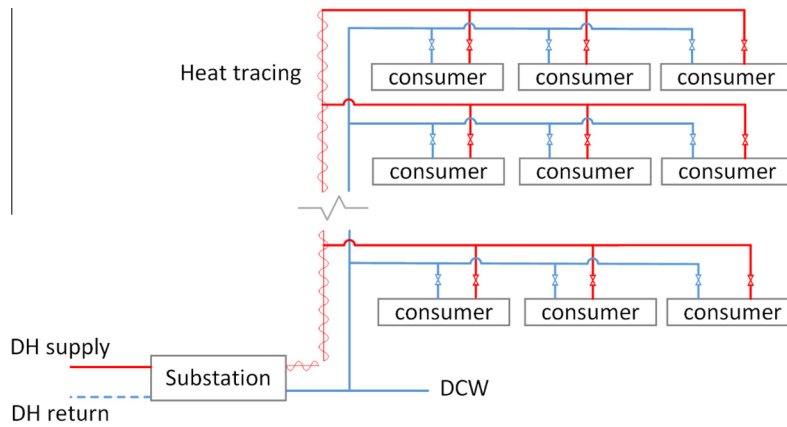 consumer consumer consumer
Heat tracing
consumer consumer consumer
consumer consumer consumer
DH supply
Substation
DCW
DH return